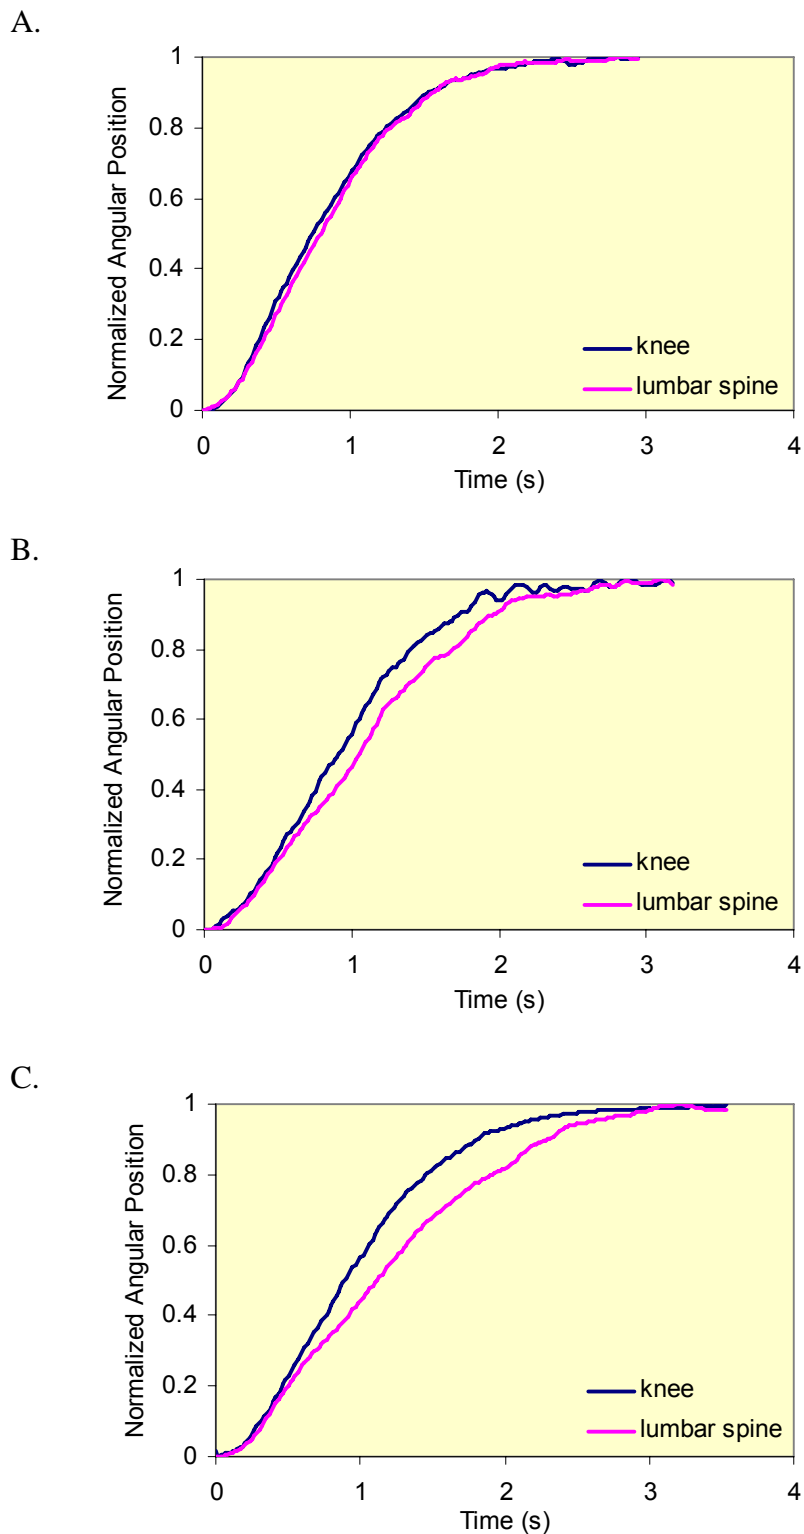 A.
1
0.8
0.6
0.4
0.2
0
Normalized Angular Position
knee
lumbar spine
0 1 2 3 4
Time (s)
B.
1
0.8
0.6
0.4
0.2
0
Normalized Angular Position
knee
lumbar spine
0 1 2 3 4
Time (s)
C.
1
0.8
0.6
0.4
0.2
0
Normalized Angular Position
knee
lumbar spine
0 1 2 3 4
Time (s)